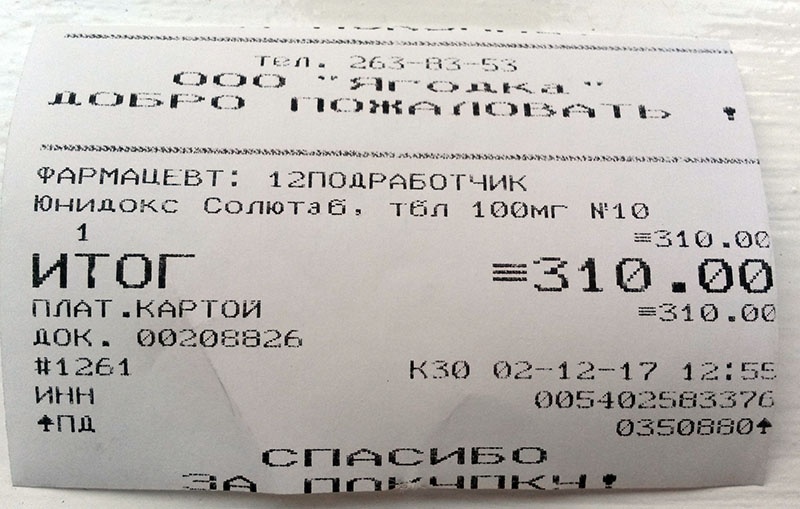 тел. 263-83-53
ООО "Ягодка"
ДОБРО ПОЖАЛОВАТЬ !
ФАРМАЦЕВТ: 12ПОДРАБОТЧИК
Юнидокс Солютаб, тбл 100мг №10
1 ≡310.00
ИТОГ ≡310.00
ПЛАТ.КАРТОЙ ≡310.00
ДОК. 00208826
#1261 К30 02-12-17 12:55
ИНН 005402583376
↑ПД 0350880↑
СПАСИБО
ЗА ПОКУПКУ!